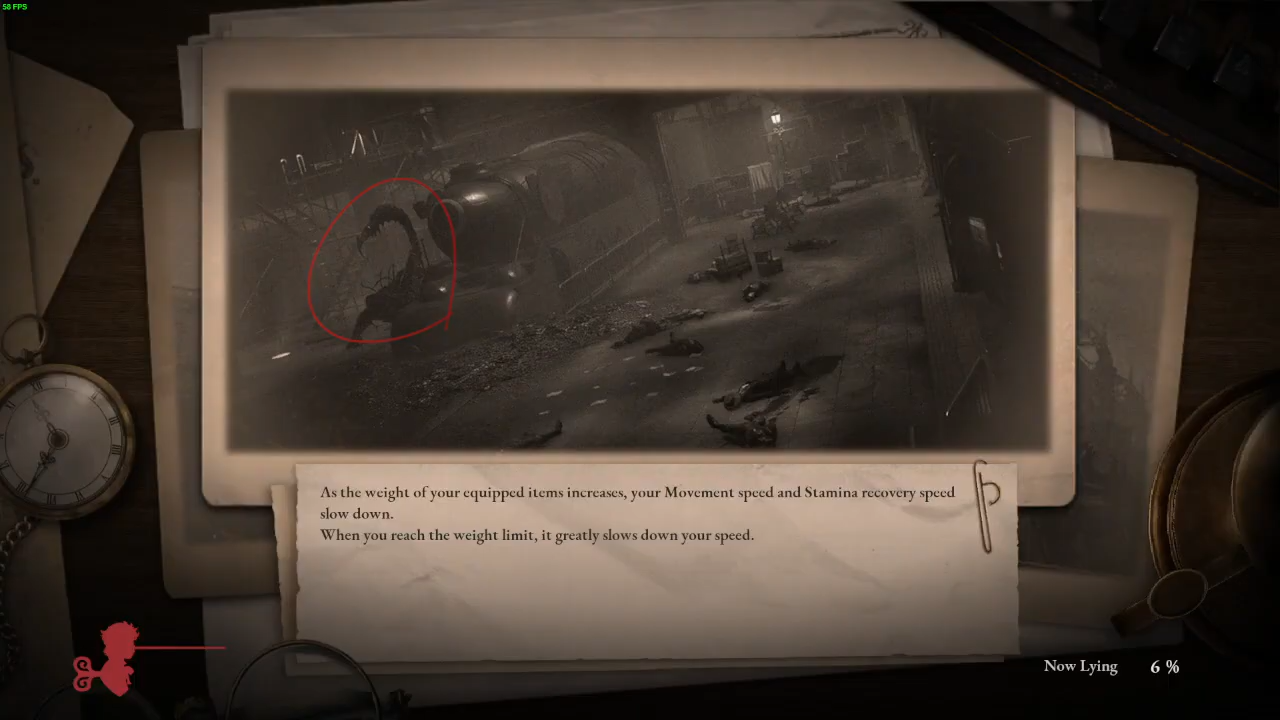 58 FPS
As the weight of your equipped items increases, your Movement speed and Stamina recovery speed
slow down.
When you reach the weight limit, it greatly slows down your speed.
Now Lying 6 %